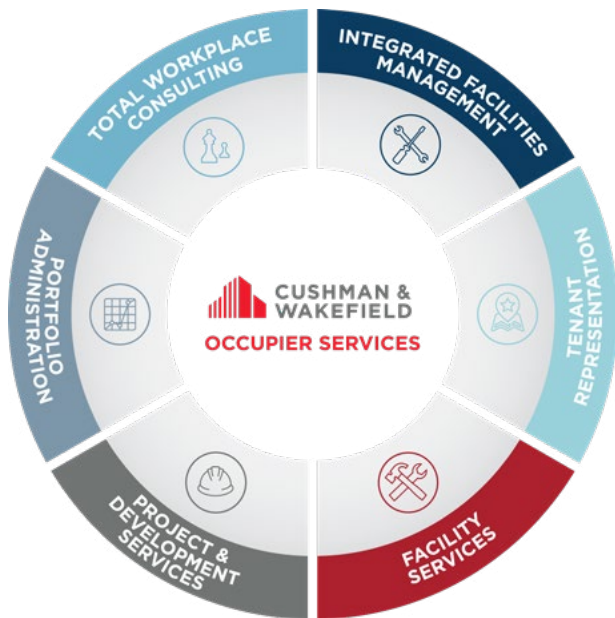 TOTAL WORKPLACE
CONSULTING
INTEGRATED FACILITIES
MANAGEMENT
TENANT
REPRESENTATION
FACILITY
SERVICES
PROJECT &
DEVELOPMENT
SERVICES
PORTFOLIO
ADMINISTRATION
CUSHMAN &
WAKEFIELD
OCCUPIER SERVICES